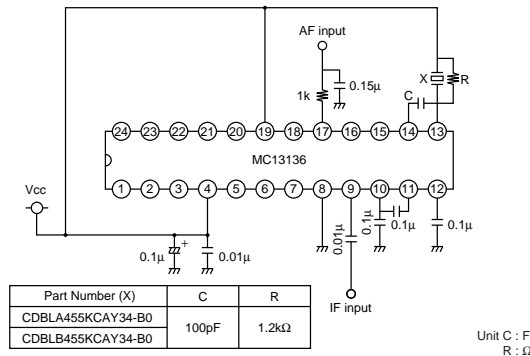 AF input
X
R
0.15μ
1k
C
24 23 22 21 20 19 18 17 16 15 14 13
MC13136
1 2 3 4 5 6 7 8 9 10 11 12
Vcc
+
0.1μ
0.01μ
0.01μ
0.1μ
0.1μ
0.1μ
IF input
Part Number (X) C R
CDBLA455KCAY34-B0 100pF 1.2kΩ
CDBLB455KCAY34-B0
Unit C : F
R : Ω